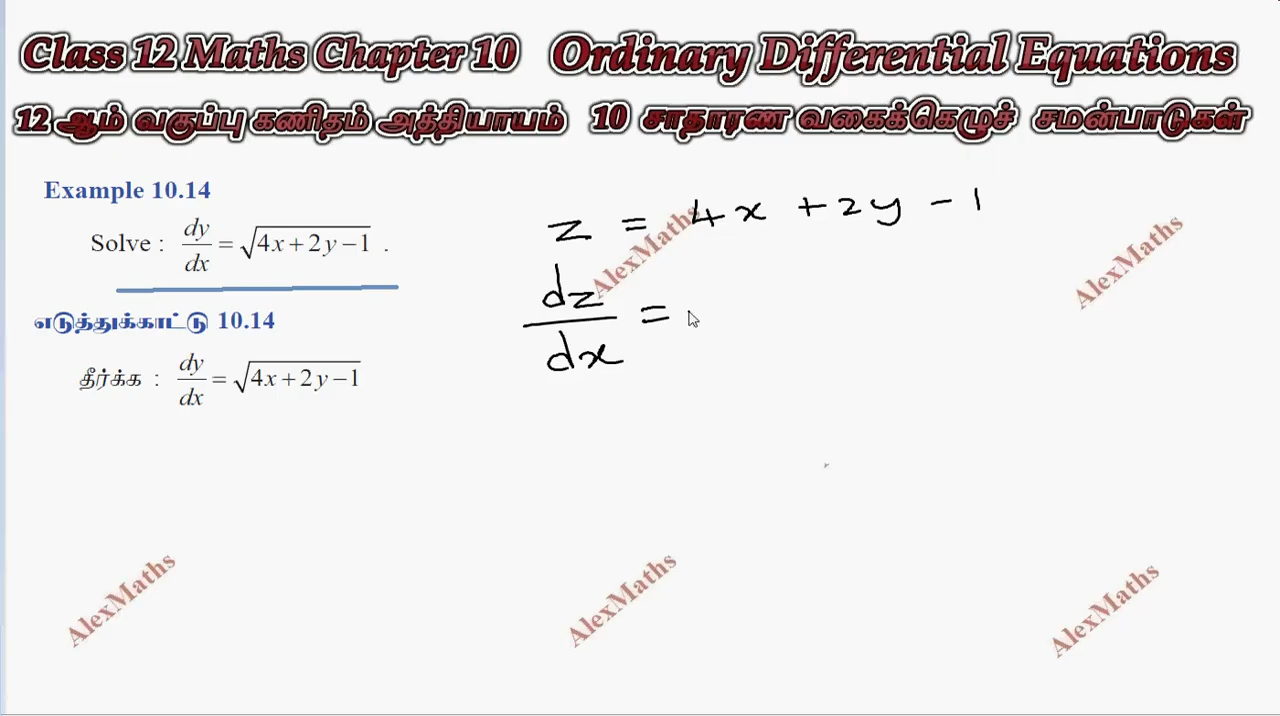 Class 12 Maths Chapter 10 Ordinary Differential Equations
12 ஆம் வகுப்பு கணிதம் அத்தியாயம் 10 சாதாரண வகைக்கெழுச் சமன்பாடுகள்
Example 10.14
Solve : dy/dx = √(4x + 2y − 1) .
எடுத்துக்காட்டு 10.14
தீர்க்க : dy/dx = √(4x + 2y − 1)
z = 4x + 2y − 1
dz/dx =
AlexMaths
AlexMaths
AlexMaths
AlexMaths
AlexMaths